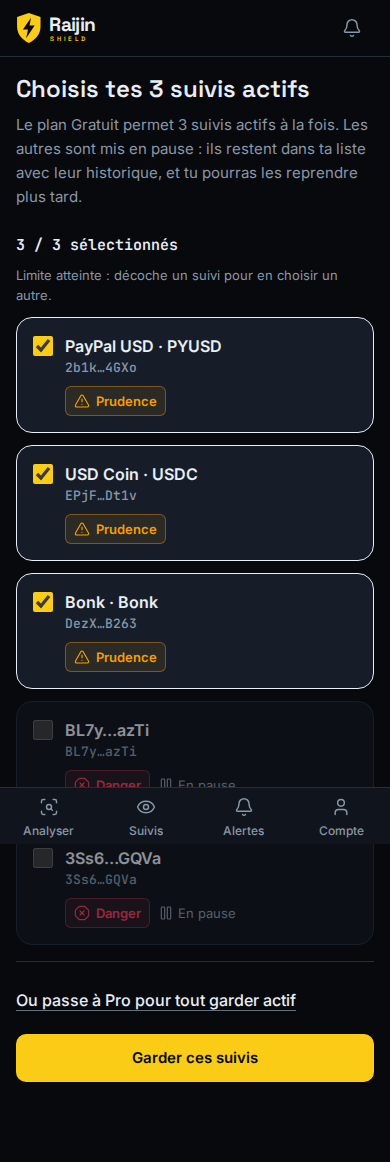 Raijin
SHIELD
Choisis tes 3 suivis actifs
Le plan Gratuit permet 3 suivis actifs à la fois. Les
autres sont mis en pause : ils restent dans ta liste
avec leur historique, et tu pourras les reprendre
plus tard.
3 / 3 sélectionnés
Limite atteinte : décoche un suivi pour en choisir un
autre.
PayPal USD · PYUSD
2b1k…4GXo
Prudence
USD Coin · USDC
EPjF…Dt1v
Prudence
Bonk · Bonk
DezX…B263
Prudence
BL7y…azTi
BL7y…azTi
Danger En pause
Analyser Suivis Alertes Compte
3Ss6…GQVa
3Ss6…GQVa
Danger En pause
Ou passe à Pro pour tout garder actif
Garder ces suivis